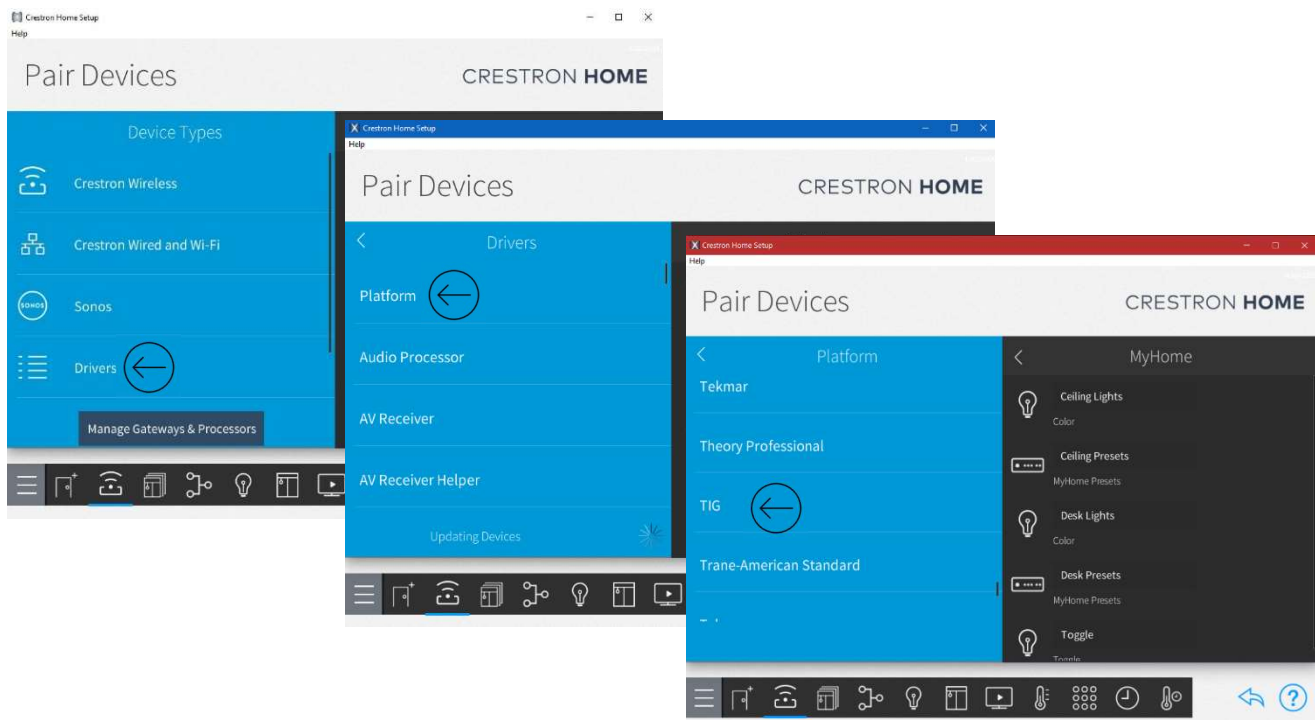 Crestron Home Setup
Help
Pair Devices
CRESTRON HOME
Device Types
Crestron Wireless
Crestron Wired and Wi-Fi
SONOS
Sonos
Drivers
Manage Gateways & Processors
Crestron Home Setup
Help
Pair Devices
CRESTRON HOME
Drivers
Platform
Audio Processor
AV Receiver
AV Receiver Helper
Updating Devices
Crestron Home Setup
Help
Pair Devices
CRESTRON HOME
Platform
Tekmar
Theory Professional
TIG
Trane-American Standard
MyHome
Ceiling Lights
Color
Ceiling Presets
MyHome Presets
Desk Lights
Color
Desk Presets
MyHome Presets
Toggle
Toggle
?